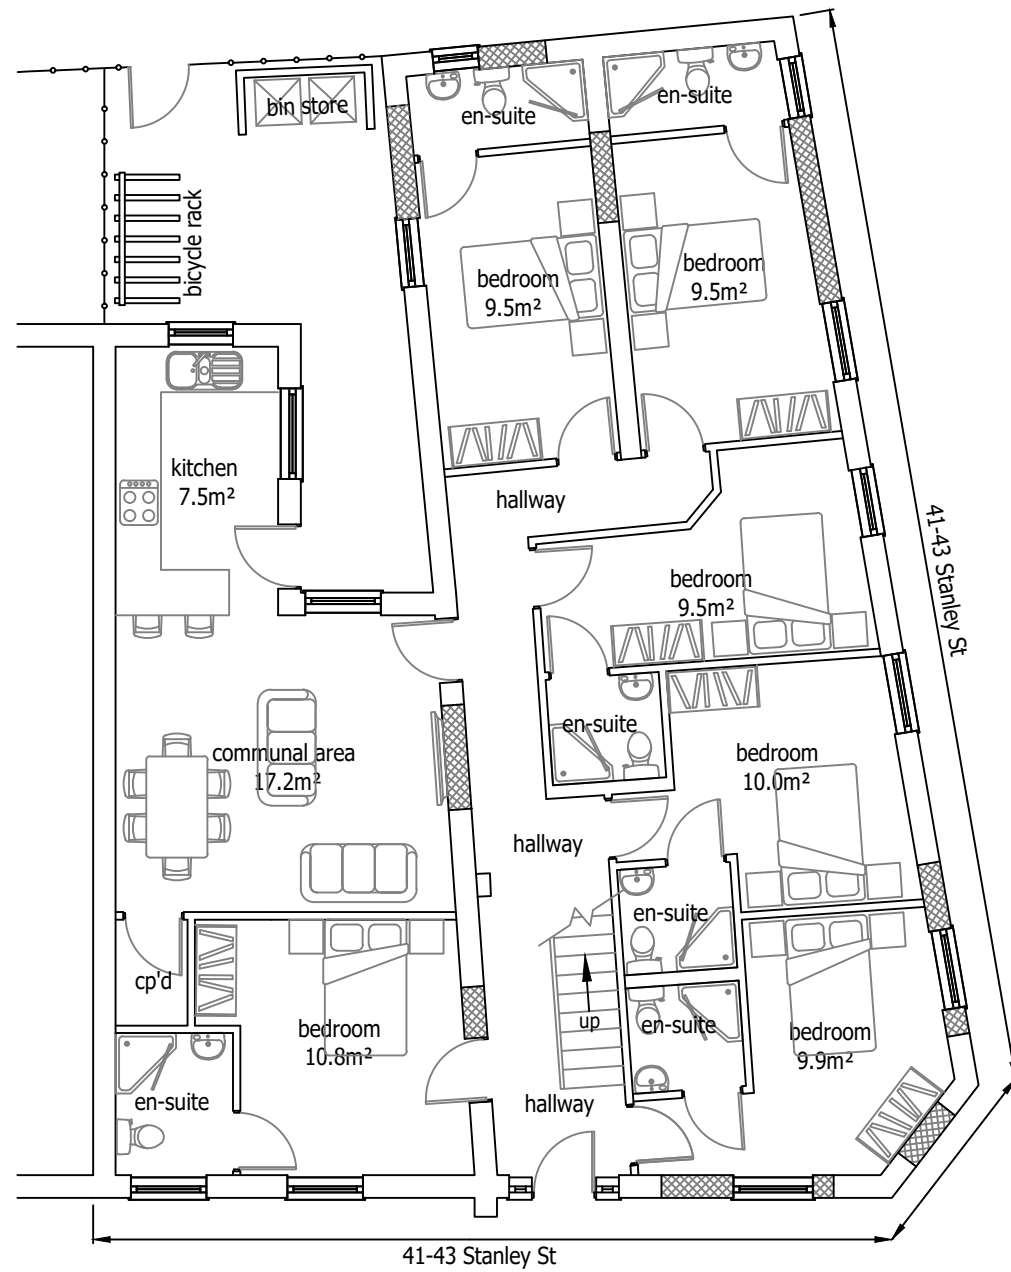 bin store
en-suite
en-suite
bicycle rack
bedroom
9.5m²
bedroom
9.5m²
kitchen
7.5m²
hallway
41-43 Stanley St
bedroom
9.5m²
en-suite
communal area
17.2m²
bedroom
10.0m²
hallway
en-suite
cp'd
up
en-suite
bedroom
10.8m²
bedroom
9.9m²
en-suite
hallway
41-43 Stanley St